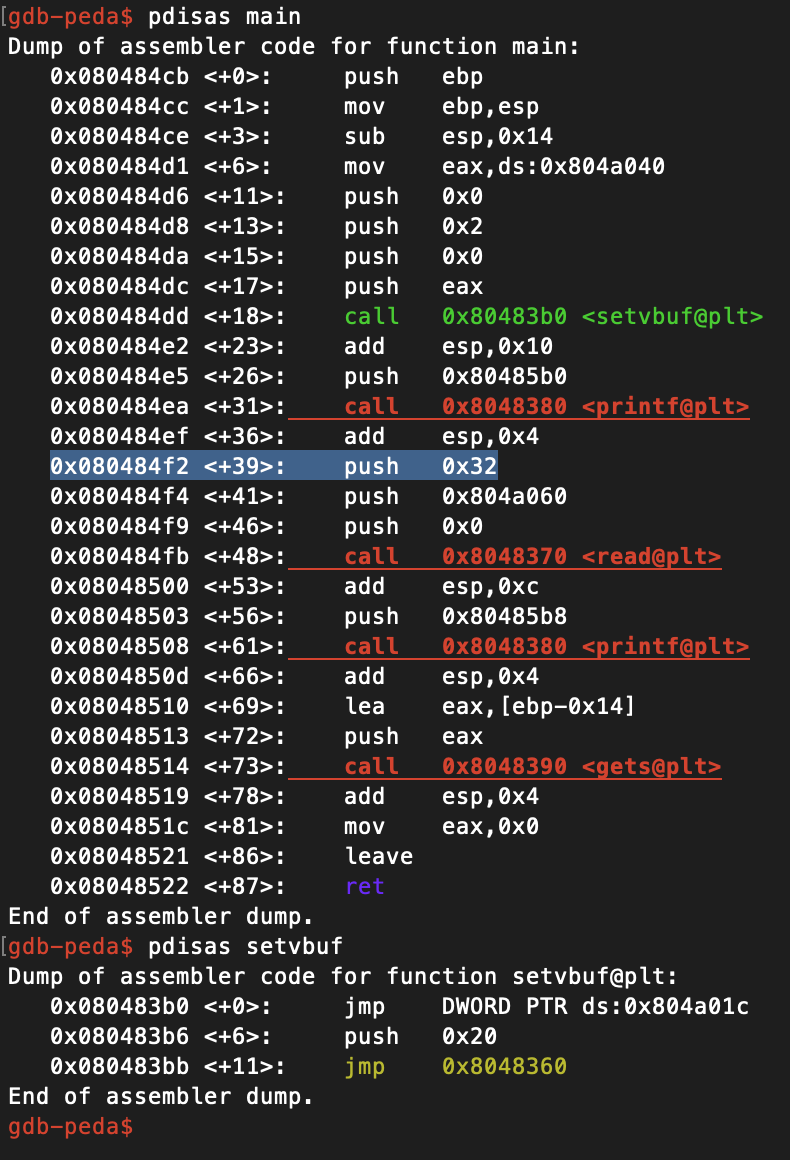 gdb-peda$ pdisas main
Dump of assembler code for function main:
   0x080484cb <+0>:     push   ebp
   0x080484cc <+1>:     mov    ebp,esp
   0x080484ce <+3>:     sub    esp,0x14
   0x080484d1 <+6>:     mov    eax,ds:0x804a040
   0x080484d6 <+11>:    push   0x0
   0x080484d8 <+13>:    push   0x2
   0x080484da <+15>:    push   0x0
   0x080484dc <+17>:    push   eax
   0x080484dd <+18>:    call   0x80483b0 <setvbuf@plt>
   0x080484e2 <+23>:    add    esp,0x10
   0x080484e5 <+26>:    push   0x80485b0
   0x080484ea <+31>:    call   0x8048380 <printf@plt>
   0x080484ef <+36>:    add    esp,0x4
   0x080484f2 <+39>:    push   0x32
   0x080484f4 <+41>:    push   0x804a060
   0x080484f9 <+46>:    push   0x0
   0x080484fb <+48>:    call   0x8048370 <read@plt>
   0x08048500 <+53>:    add    esp,0xc
   0x08048503 <+56>:    push   0x80485b8
   0x08048508 <+61>:    call   0x8048380 <printf@plt>
   0x0804850d <+66>:    add    esp,0x4
   0x08048510 <+69>:    lea    eax,[ebp-0x14]
   0x08048513 <+72>:    push   eax
   0x08048514 <+73>:    call   0x8048390 <gets@plt>
   0x08048519 <+78>:    add    esp,0x4
   0x0804851c <+81>:    mov    eax,0x0
   0x08048521 <+86>:    leave
   0x08048522 <+87>:    ret
End of assembler dump.
gdb-peda$ pdisas setvbuf
Dump of assembler code for function setvbuf@plt:
   0x080483b0 <+0>:     jmp    DWORD PTR ds:0x804a01c
   0x080483b6 <+6>:     push   0x20
   0x080483bb <+11>:    jmp    0x8048360
End of assembler dump.
gdb-peda$